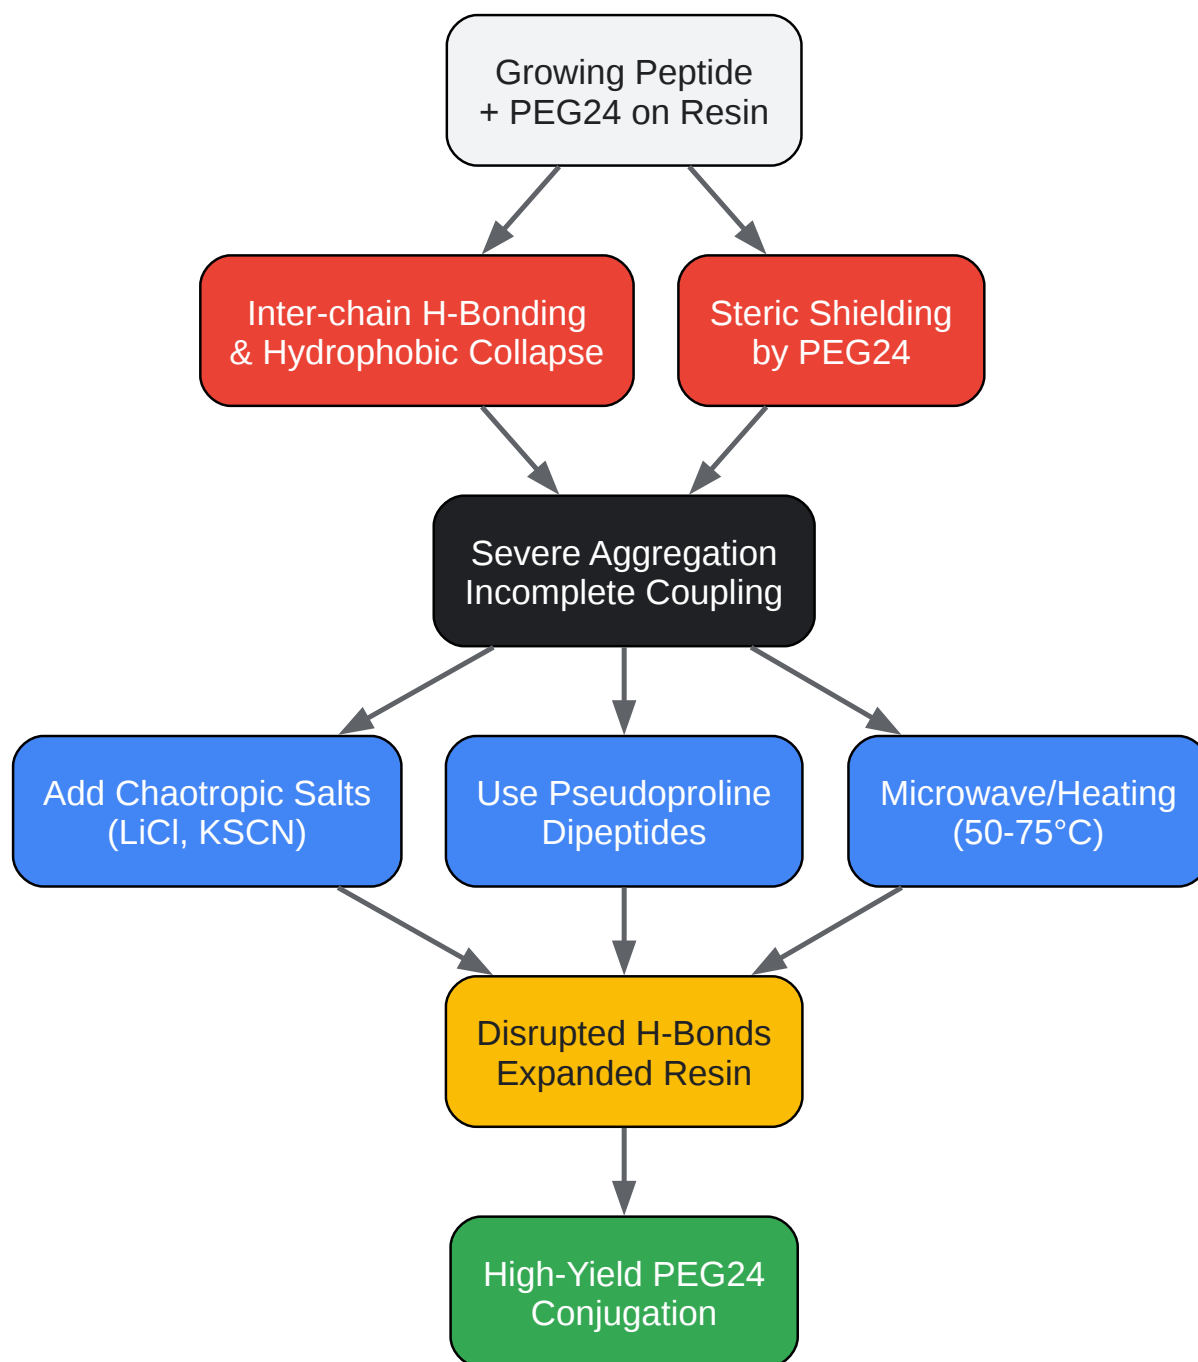 Growing Peptide
+ PEG24 on Resin
Inter-chain H-Bonding
& Hydrophobic Collapse
Steric Shielding
by PEG24
Severe Aggregation
Incomplete Coupling
Add Chaotropic Salts
(LiCl, KSCN)
Use Pseudoproline
Dipeptides
Microwave/Heating
(50-75°C)
Disrupted H-Bonds
Expanded Resin
High-Yield PEG24
Conjugation